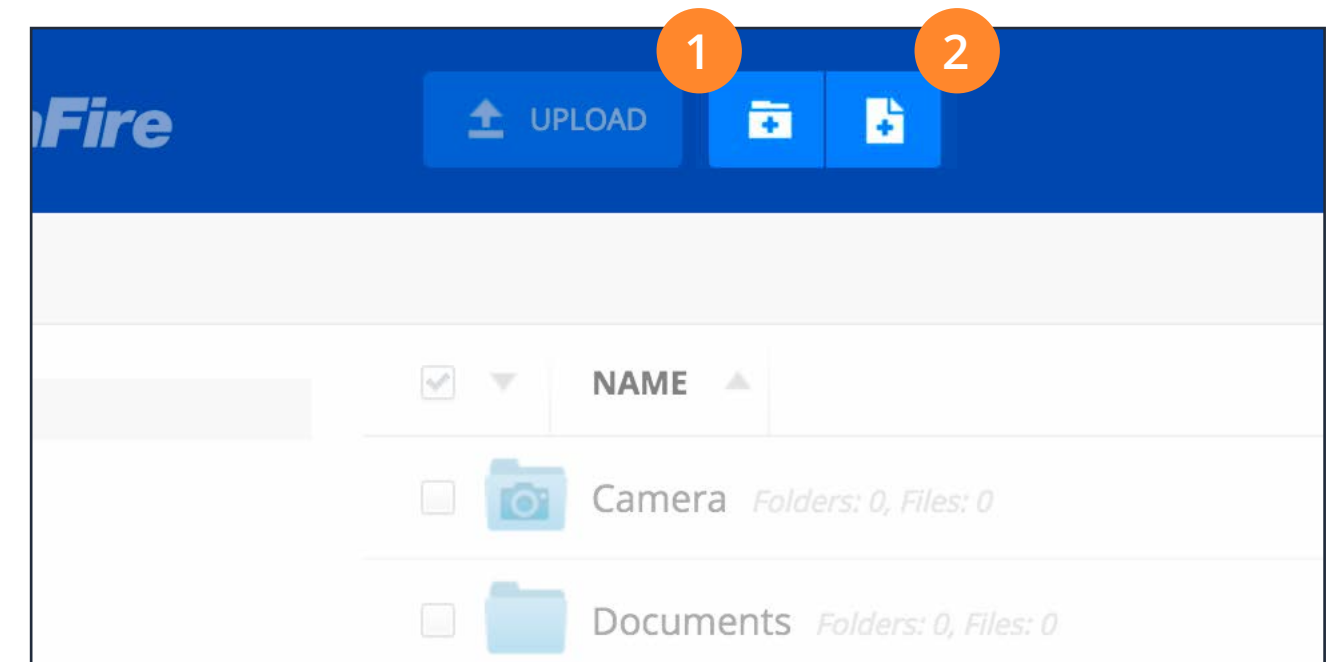 1 2
Fire UPLOAD
NAME
Camera Folders: 0, Files: 0
Documents Folders: 0, Files: 0